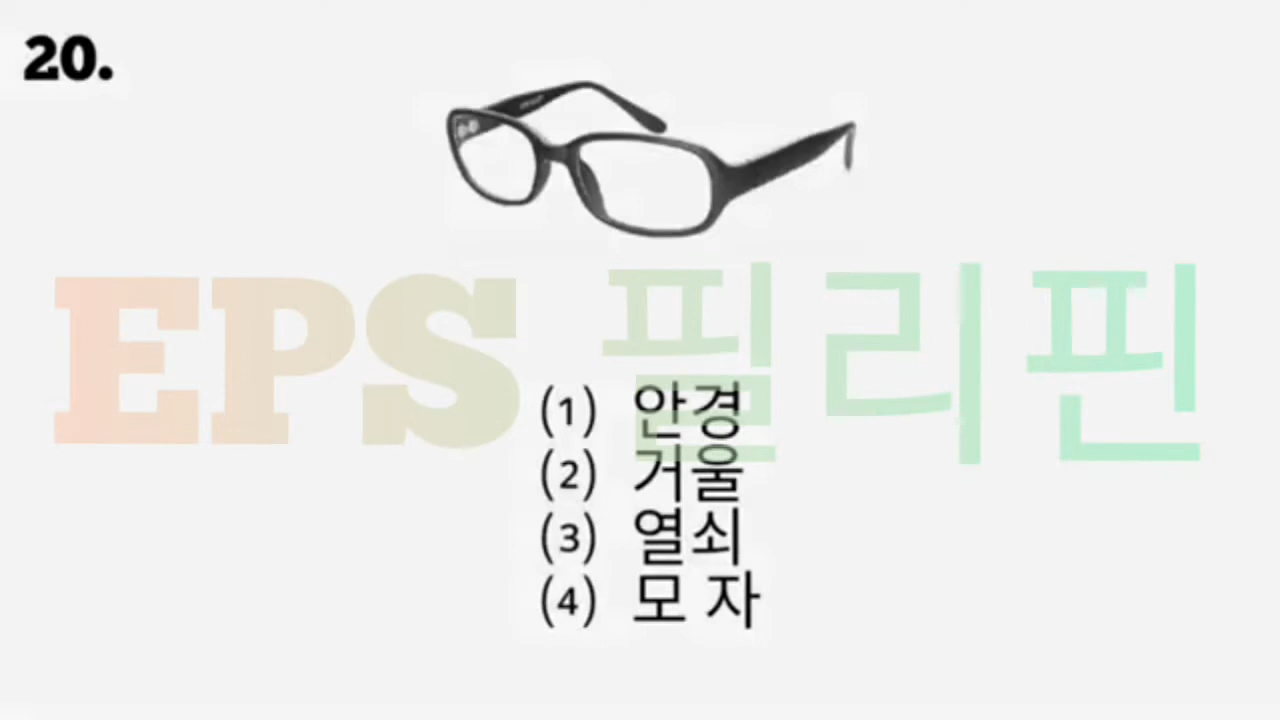 20.
EPS 필리핀
(1) 안경
(2) 거울
(3) 열쇠
(4) 모 자